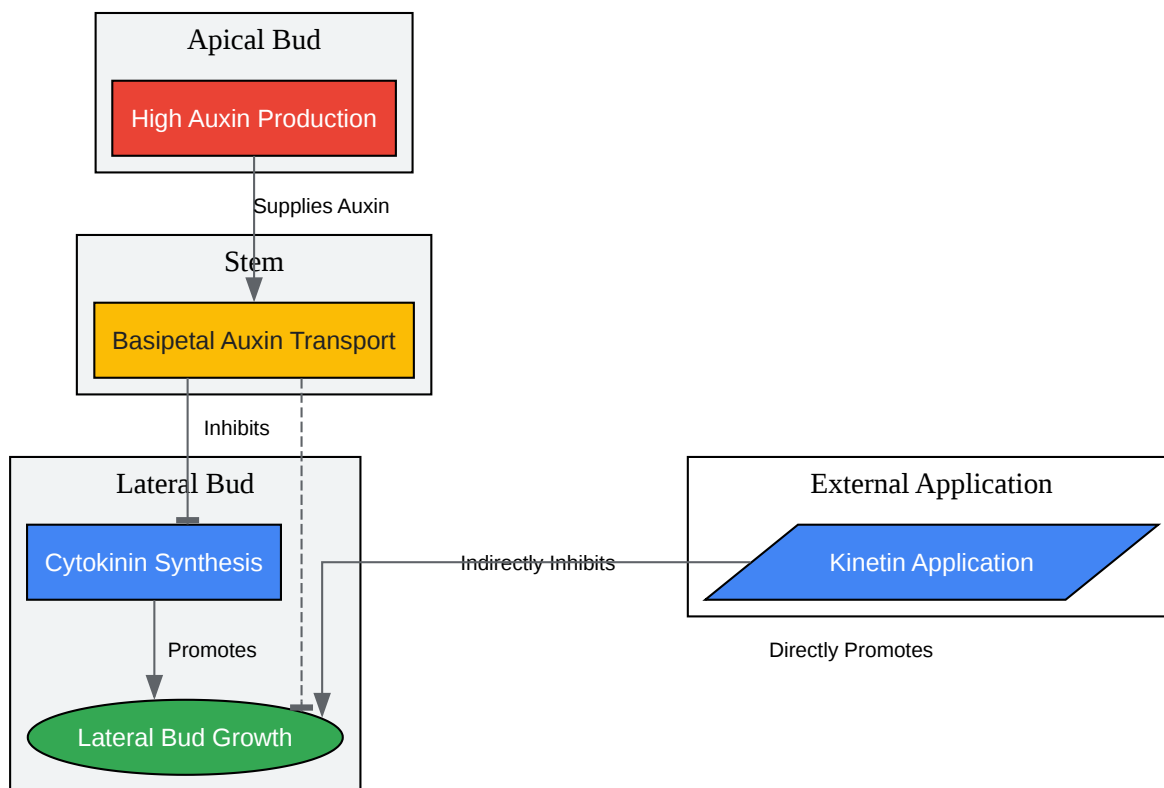 Apical Bud
High Auxin Production
Supplies Auxin
Stem
Basipetal Auxin Transport
Inhibits
Lateral Bud
External Application
Cytokinin Synthesis
Indirectly Inhibits
Kinetin Application
Promotes
Directly Promotes
Lateral Bud Growth